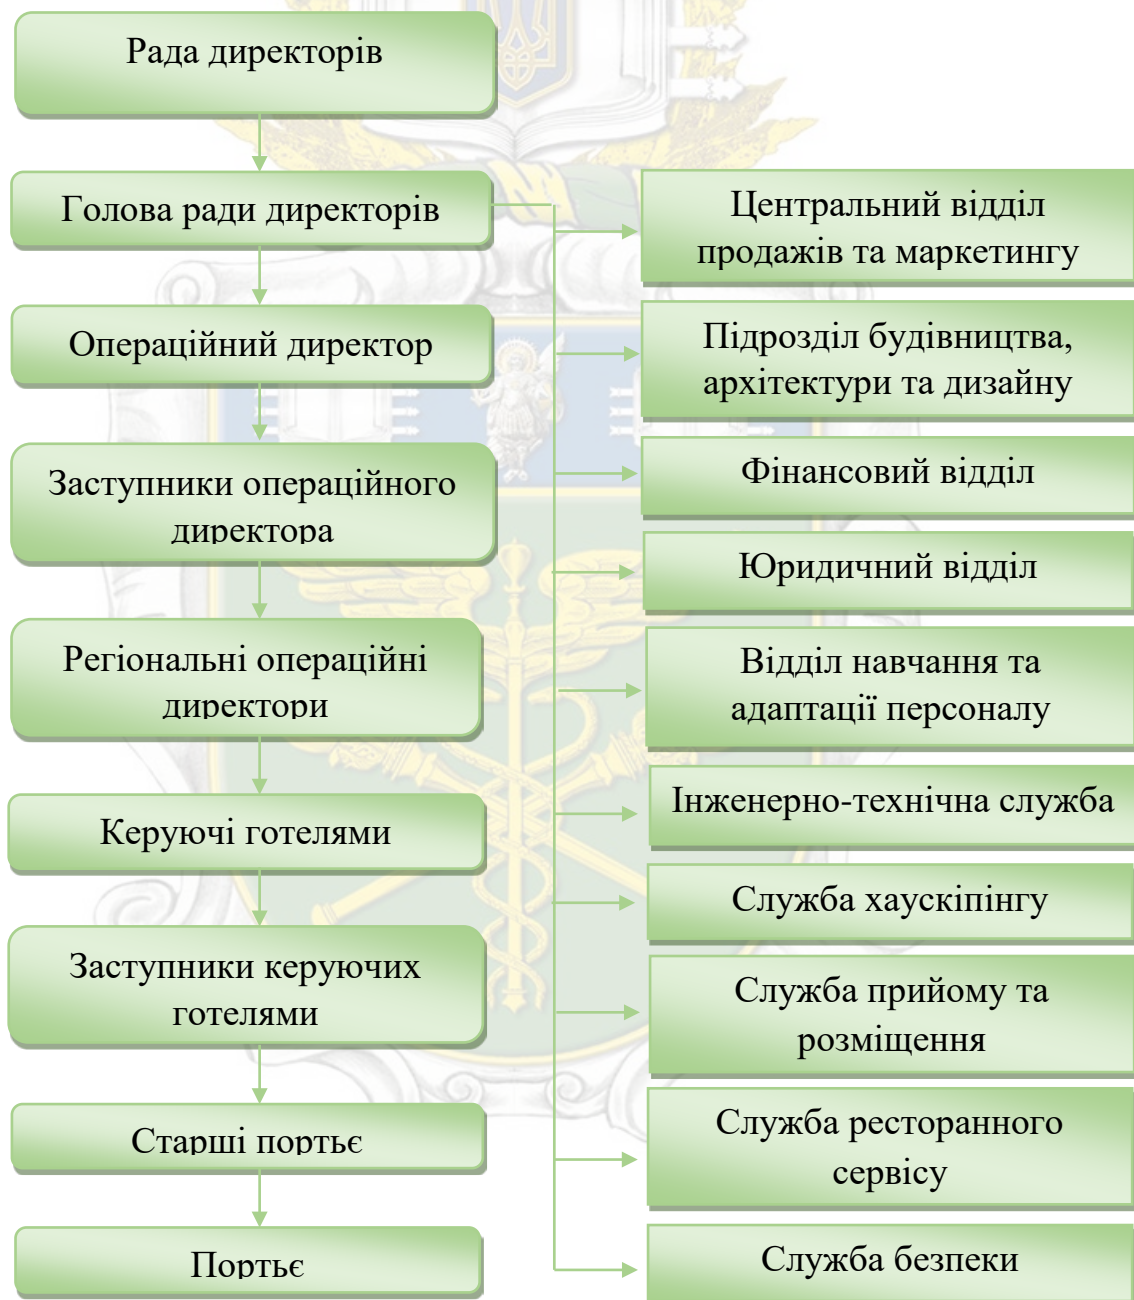 Рада директорів
Голова ради директорів
Операційний директор
Заступники операційного
директора
Регіональні операційні
директори
Керуючі готелями
Заступники керуючих
готелями
Старші портьє
Портьє
Центральний відділ
продажів та маркетингу
Підрозділ будівництва,
архітектури та дизайну
Фінансовий відділ
Юридичний відділ
Відділ навчання та
адаптації персоналу
Інженерно-технічна служба
Служба хаускіпінгу
Служба прийому та
розміщення
Служба ресторанного
сервісу
Служба безпеки